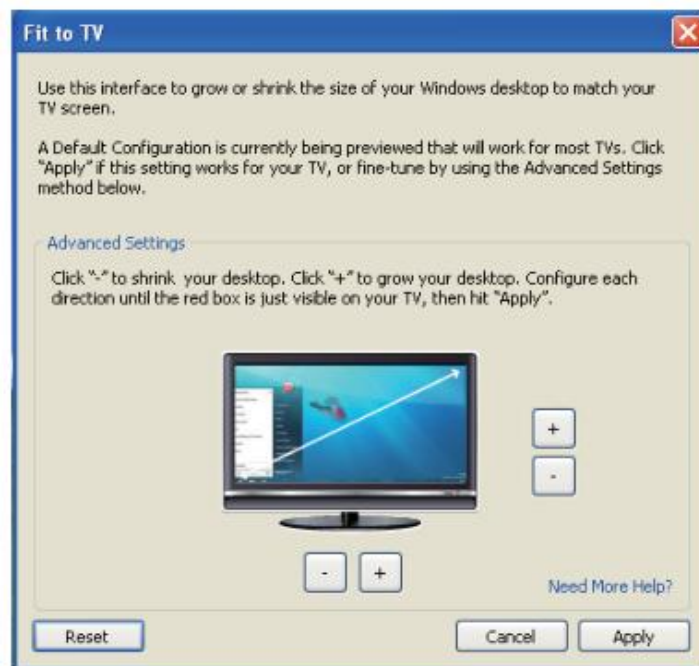 Fit to TV
Use this interface to grow or shrink the size of your Windows desktop to match your
TV screen.
A Default Configuration is currently being previewed that will work for most TVs. Click
"Apply" if this setting works for your TV, or fine-tune by using the Advanced Settings
method below.
Advanced Settings
Click "-" to shrink your desktop. Click "+" to grow your desktop. Configure each
direction until the red box is just visible on your TV, then hit "Apply".
+
-
- +
Need More Help?
Reset Cancel Apply